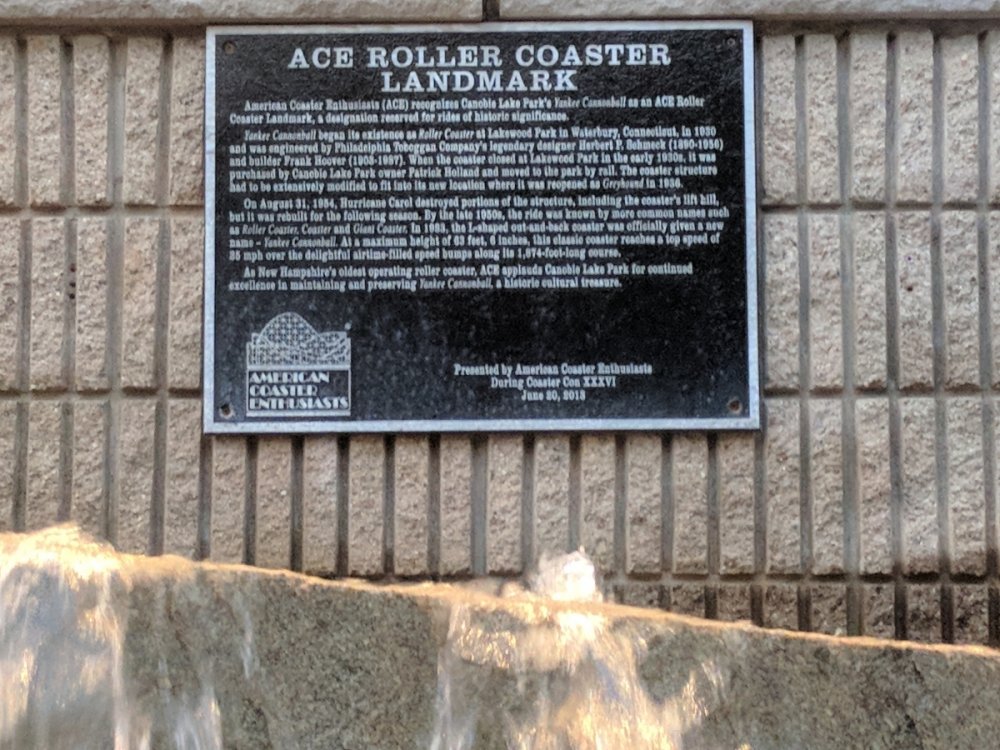 ACE ROLLER COASTER
LANDMARK
American Coaster Enthusiasts (ACE) recognizes Canobie Lake Park's Yankee Cannonball as an ACE Roller
Coaster Landmark, a designation reserved for rides of historic significance.
Yankee Cannonball began its existence as Roller Coaster at Lakewood Park in Waterbury, Connecticut, in 1930
and was engineered by Philadelphia Toboggan Company's legendary designer Herbert P. Schmeck (1890-1956)
and builder Frank Hoover (1903-1997). When the coaster closed at Lakewood Park in the early 1930s, it was
purchased by Canobie Lake Park owner Patrick Holland and moved to the park by rail. The coaster structure
had to be extensively modified to fit into its new location where it was reopened as Greyhound in 1936.
On August 31, 1954, Hurricane Carol destroyed portions of the structure, including the coaster's lift hill,
but it was rebuilt for the following season. By the late 1950s, the ride was known by more common names such
as Roller Coaster, Coaster and Giant Coaster. In 1983, the L-shaped out-and-back coaster was officially given a new
name – Yankee Cannonball. At a maximum height of 63 feet, 6 inches, this classic coaster reaches a top speed of
35 mph over the delightful airtime-filled speed bumps along its 1,874-foot-long course.
As New Hampshire's oldest operating roller coaster, ACE applauds Canobie Lake Park for continued
excellence in maintaining and preserving Yankee Cannonball, a historic cultural treasure.
Presented by American Coaster Enthusiasts
During Coaster Con XXXVI
June 20, 2013
AMERICAN
COASTER
ENTHUSIASTS